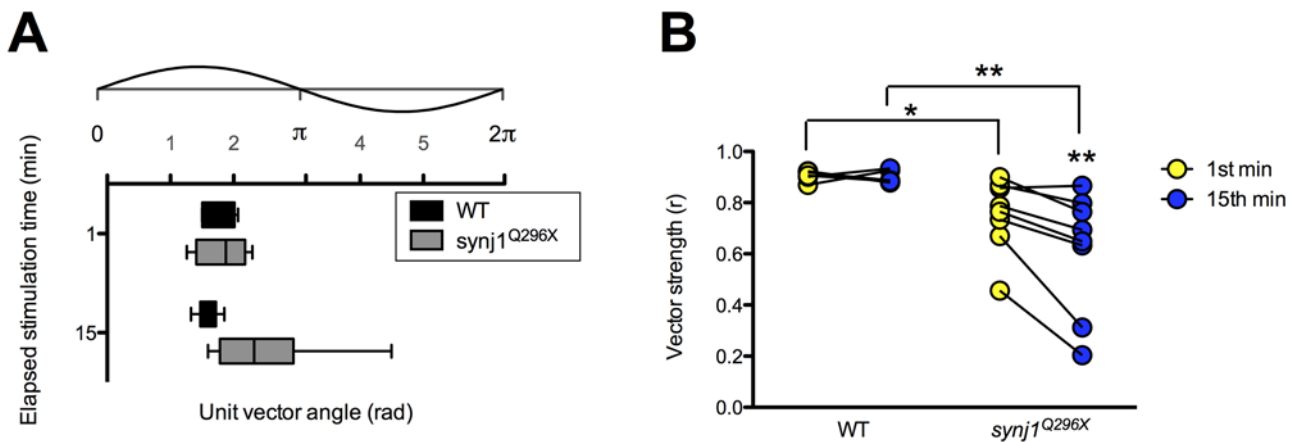 A
0
π
2π
1
2
4
5
Elapsed stimulation time (min)
WT
synj1Q296X
1
15
Unit vector angle (rad)
B
**
*
**
1.0
0.8
0.6
0.4
0.2
0.0
Vector strength (r)
1st min
15th min
WT
synj1Q296X